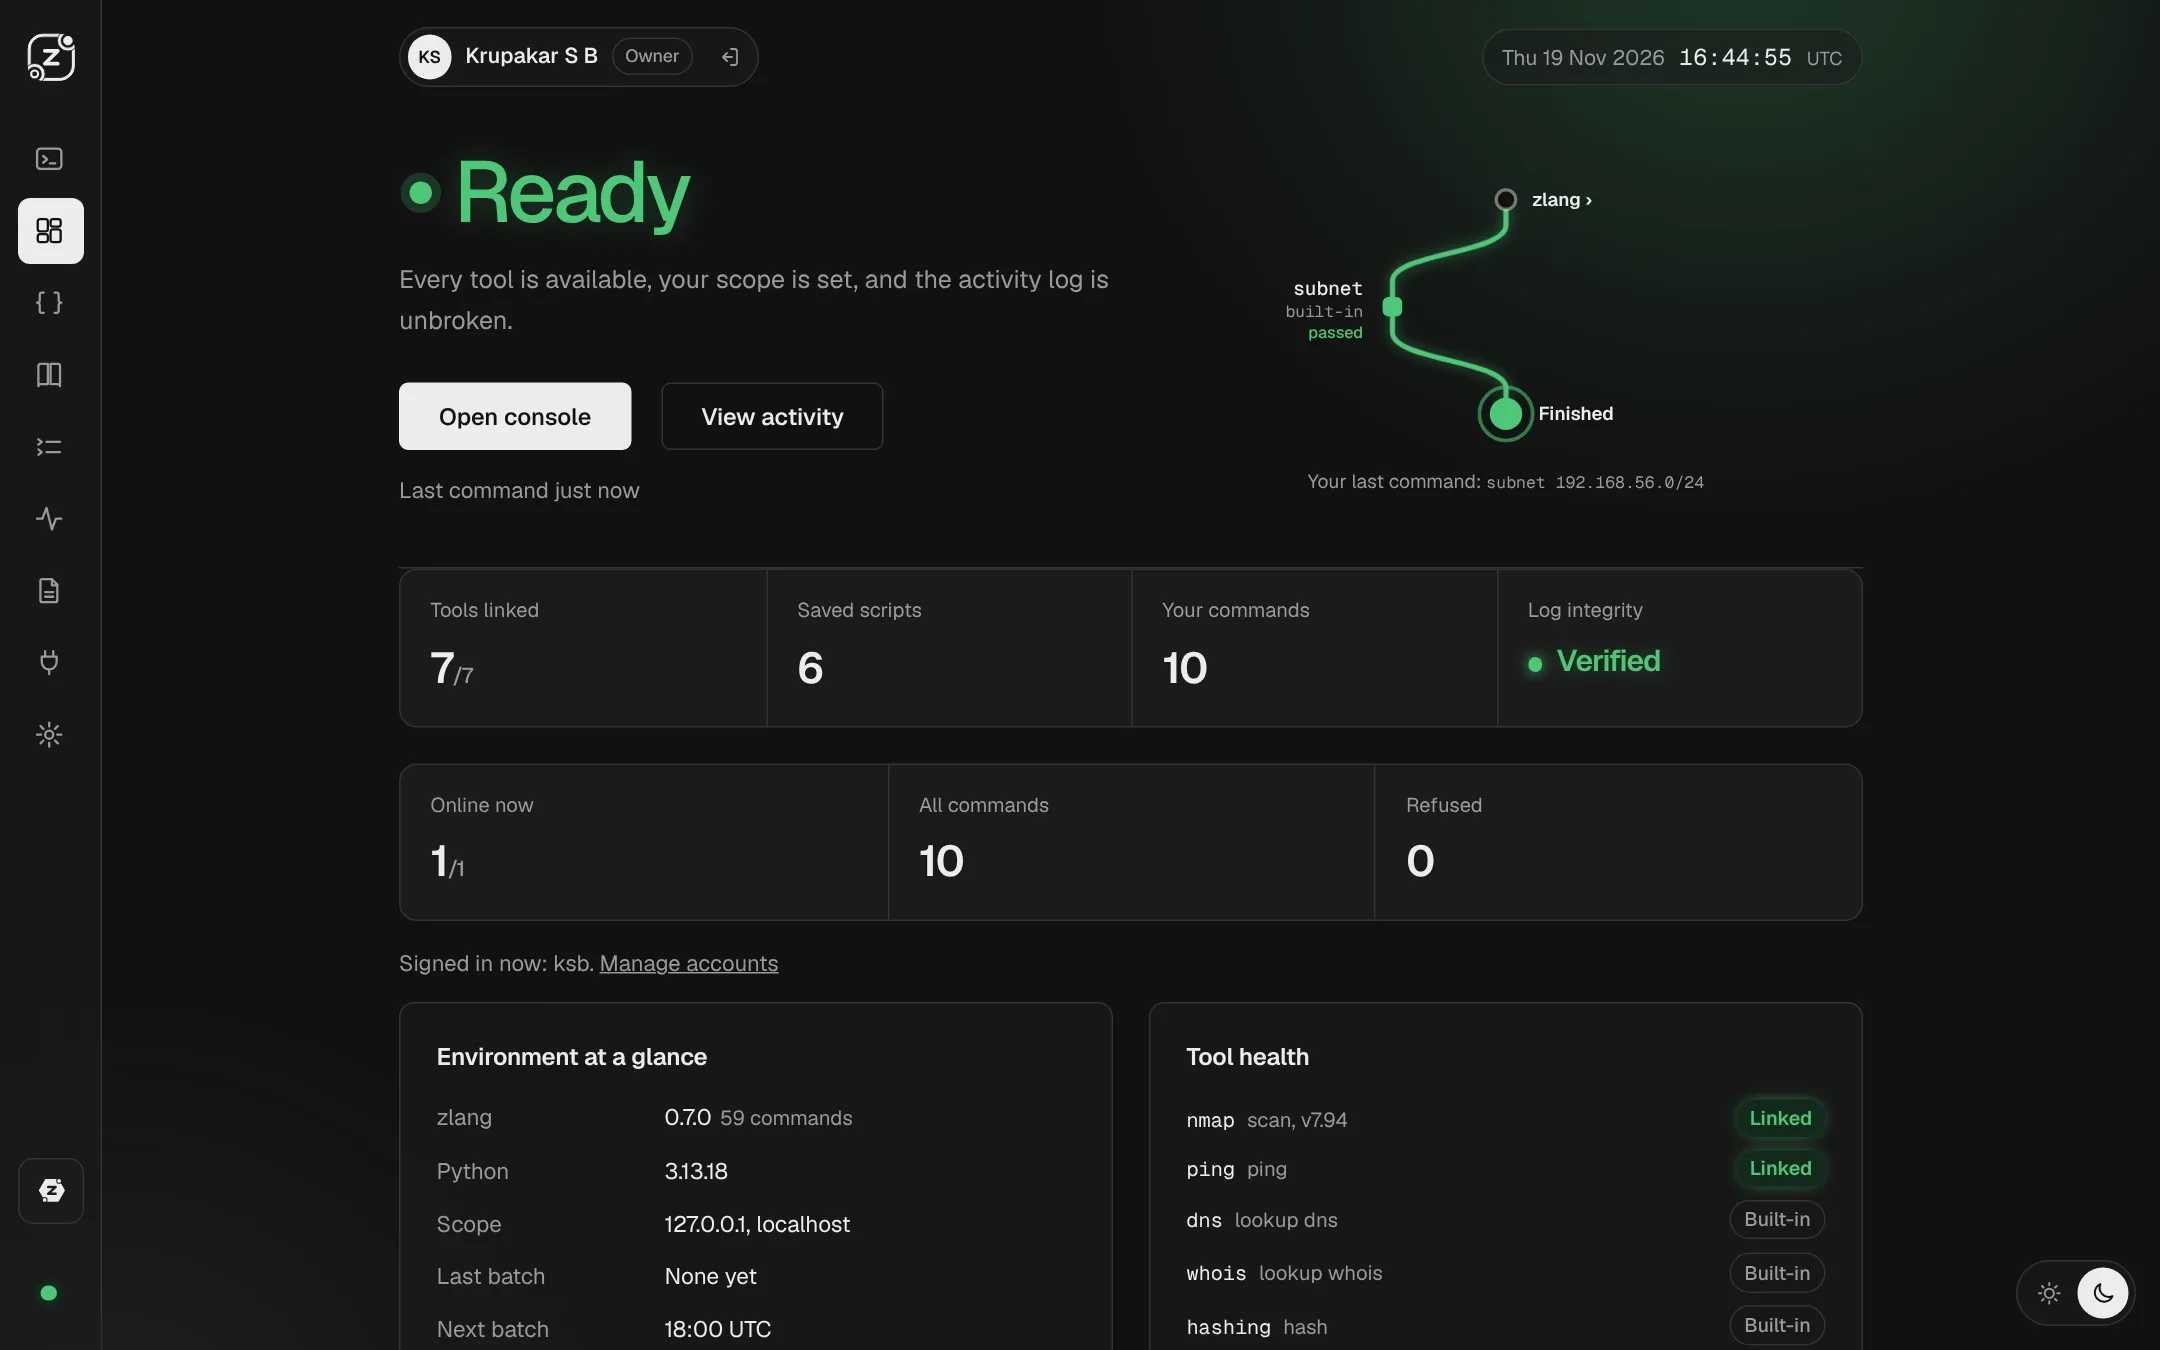 KS Krupakar S B Owner
Thu 19 Nov 2026 16:44:55 UTC
Ready
Every tool is available, your scope is set, and the activity log is
unbroken.
Open console
View activity
Last command just now
zlang ›
subnet
built-in
passed
Finished
Your last command: subnet 192.168.56.0/24
Tools linked
7/7
Saved scripts
6
Your commands
10
Log integrity
Verified
Online now
1/1
All commands
10
Refused
0
Signed in now: ksb. Manage accounts
Environment at a glance
zlang 0.7.0 59 commands
Python 3.13.18
Scope 127.0.0.1, localhost
Last batch None yet
Next batch 18:00 UTC
Tool health
nmap scan, v7.94 Linked
ping ping Linked
dns lookup dns Built-in
whois lookup whois Built-in
hashing hash Built-in